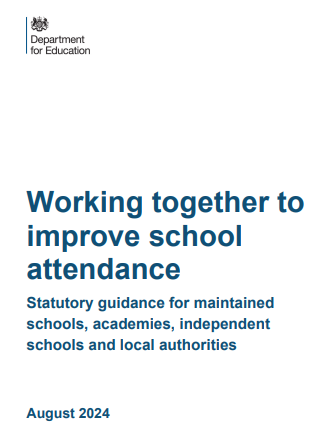 Department
for Education
Working together to
improve school
attendance
Statutory guidance for maintained
schools, academies, independent
schools and local authorities
August 2024